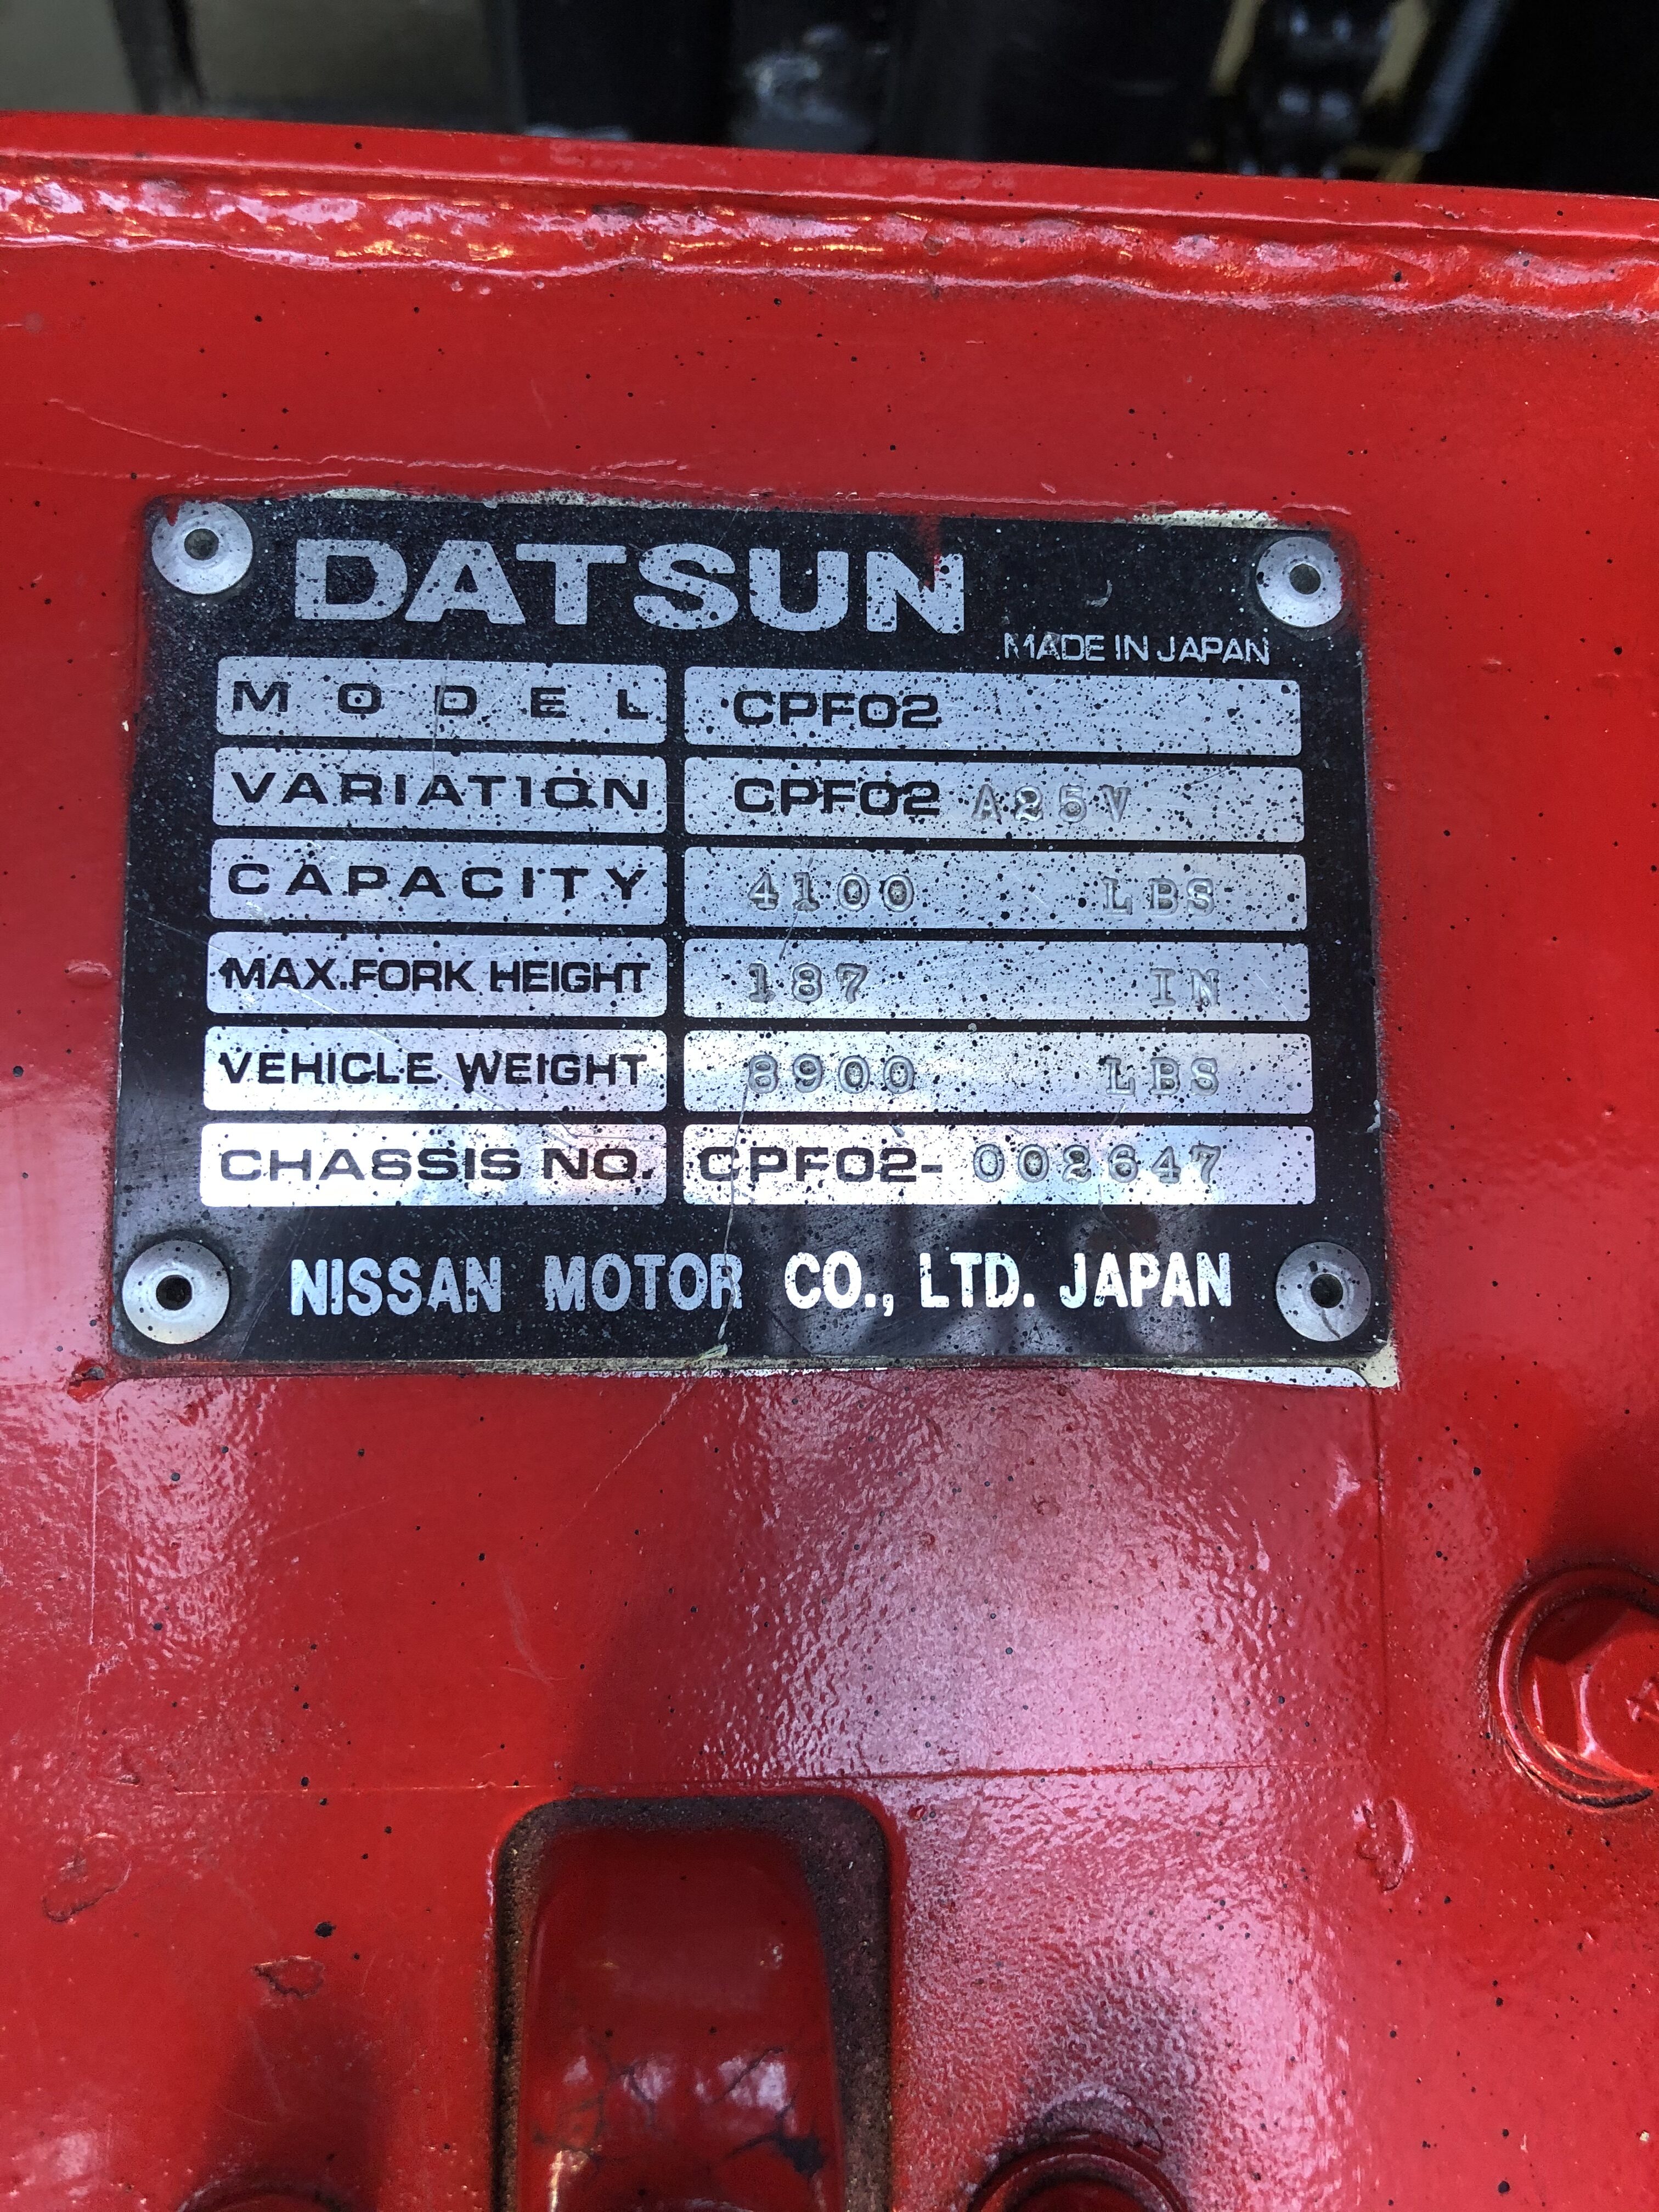 DATSUN
MADE IN JAPAN
MODEL CPF02
VARIATION CPF02 A25V
CAPACITY 4100 LBS
MAX.FORK HEIGHT 187 IN
VEHICLE WEIGHT 8900 LBS
CHASSIS NO. CPF02- 002647
NISSAN MOTOR CO., LTD. JAPAN